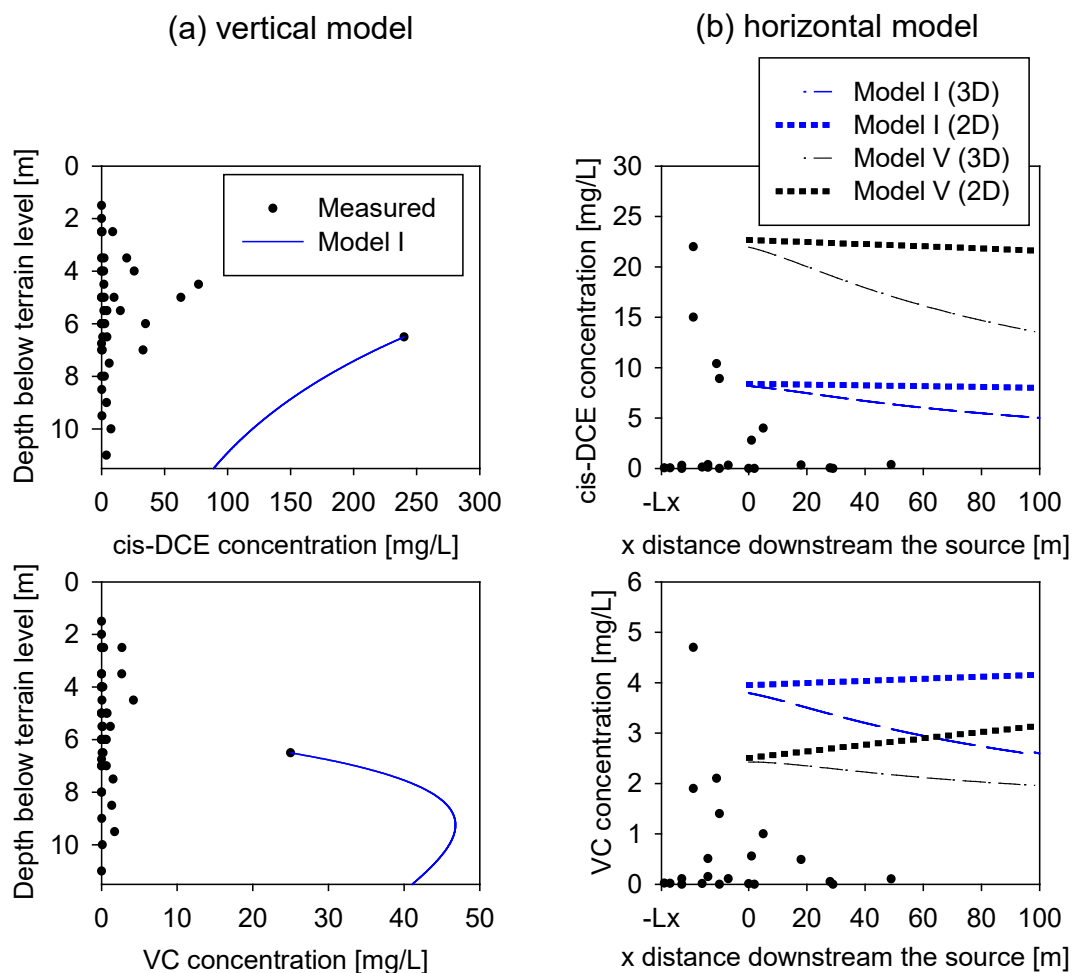 (a) vertical model
(b) horizontal model
Model I (3D)
Model I (2D)
Model V (3D)
Model V (2D)
Measured
Model I
Depth below terrain level [m]
0
2
4
6
8
10
0 50 100 150 200 250 300
cis-DCE concentration [mg/L]
cis-DCE concentration [mg/L]
30
25
20
15
10
5
0
-Lx 0 20 40 60 80 100
x distance downstream the source [m]
Depth below terrain level [m]
0
2
4
6
8
10
0 10 20 30 40 50
VC concentration [mg/L]
VC concentration [mg/L]
6
5
4
3
2
1
0
-Lx 0 20 40 60 80 100
x distance downstream the source [m]